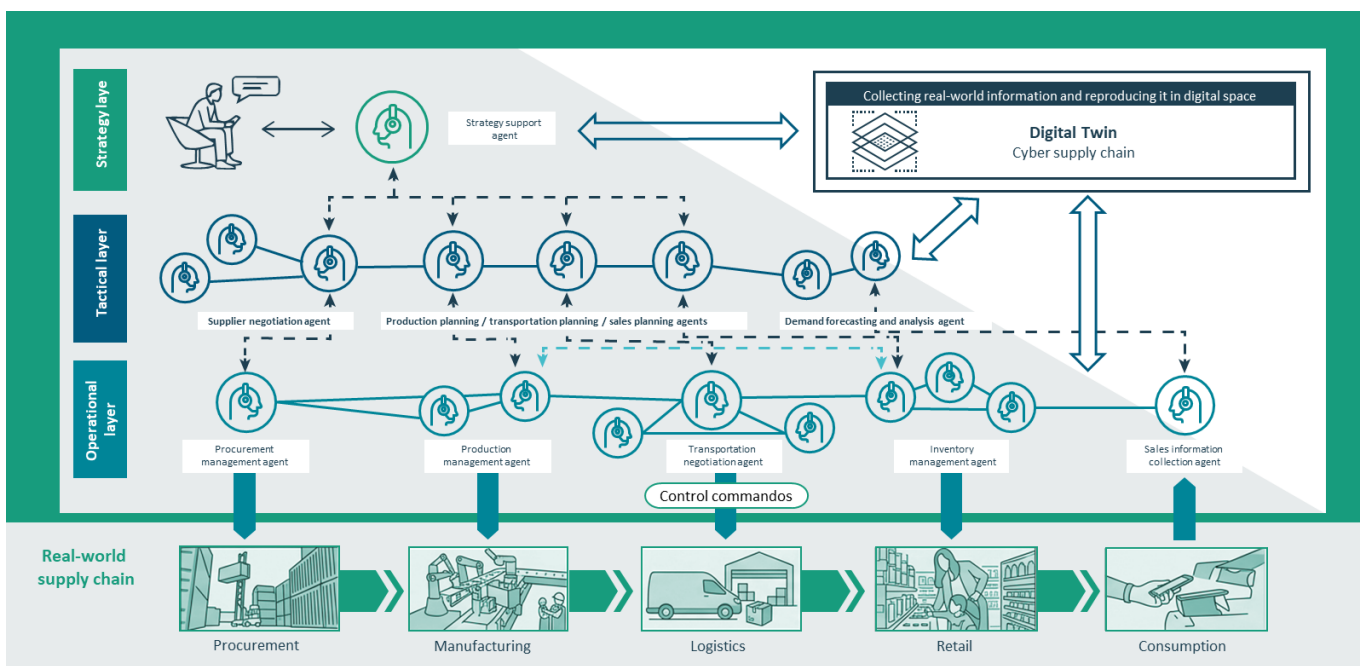 Strategy laye
Collecting real-world information and reproducing it in digital space
Strategy support
agent
Digital Twin
Cyber supply chain
Tactical layer
Supplier negotiation agent
Production planning / transportation planning / sales planning agents
Demand forecasting and analysis agent
Operational
layer
Procurement
management agent
Production
management agent
Transportation
negotiation agent
Inventory
management agent
Sales information
collection agent
Control commandos
Real-world
supply chain
Procurement
Manufacturing
Logistics
Retail
Consumption